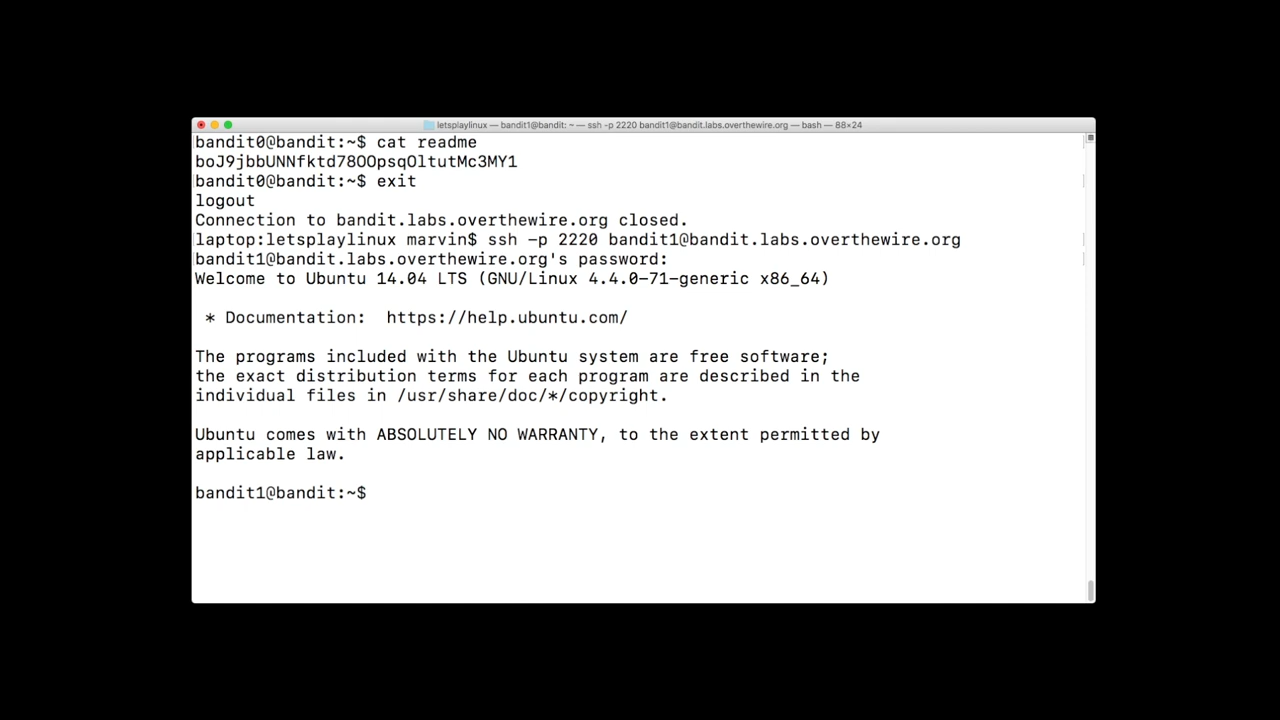 letsplaylinux — bandit1@bandit: ~ — ssh -p 2220 bandit1@bandit.labs.overthewire.org — bash — 88×24
bandit0@bandit:~$ cat readme
boJ9jbbUNNfktd78OOpsqOltutMc3MY1
bandit0@bandit:~$ exit
logout
Connection to bandit.labs.overthewire.org closed.
laptop:letsplaylinux marvin$ ssh -p 2220 bandit1@bandit.labs.overthewire.org
bandit1@bandit.labs.overthewire.org's password:
Welcome to Ubuntu 14.04 LTS (GNU/Linux 4.4.0-71-generic x86_64)
* Documentation:  https://help.ubuntu.com/
The programs included with the Ubuntu system are free software;
the exact distribution terms for each program are described in the
individual files in /usr/share/doc/*/copyright.
Ubuntu comes with ABSOLUTELY NO WARRANTY, to the extent permitted by
applicable law.
bandit1@bandit:~$